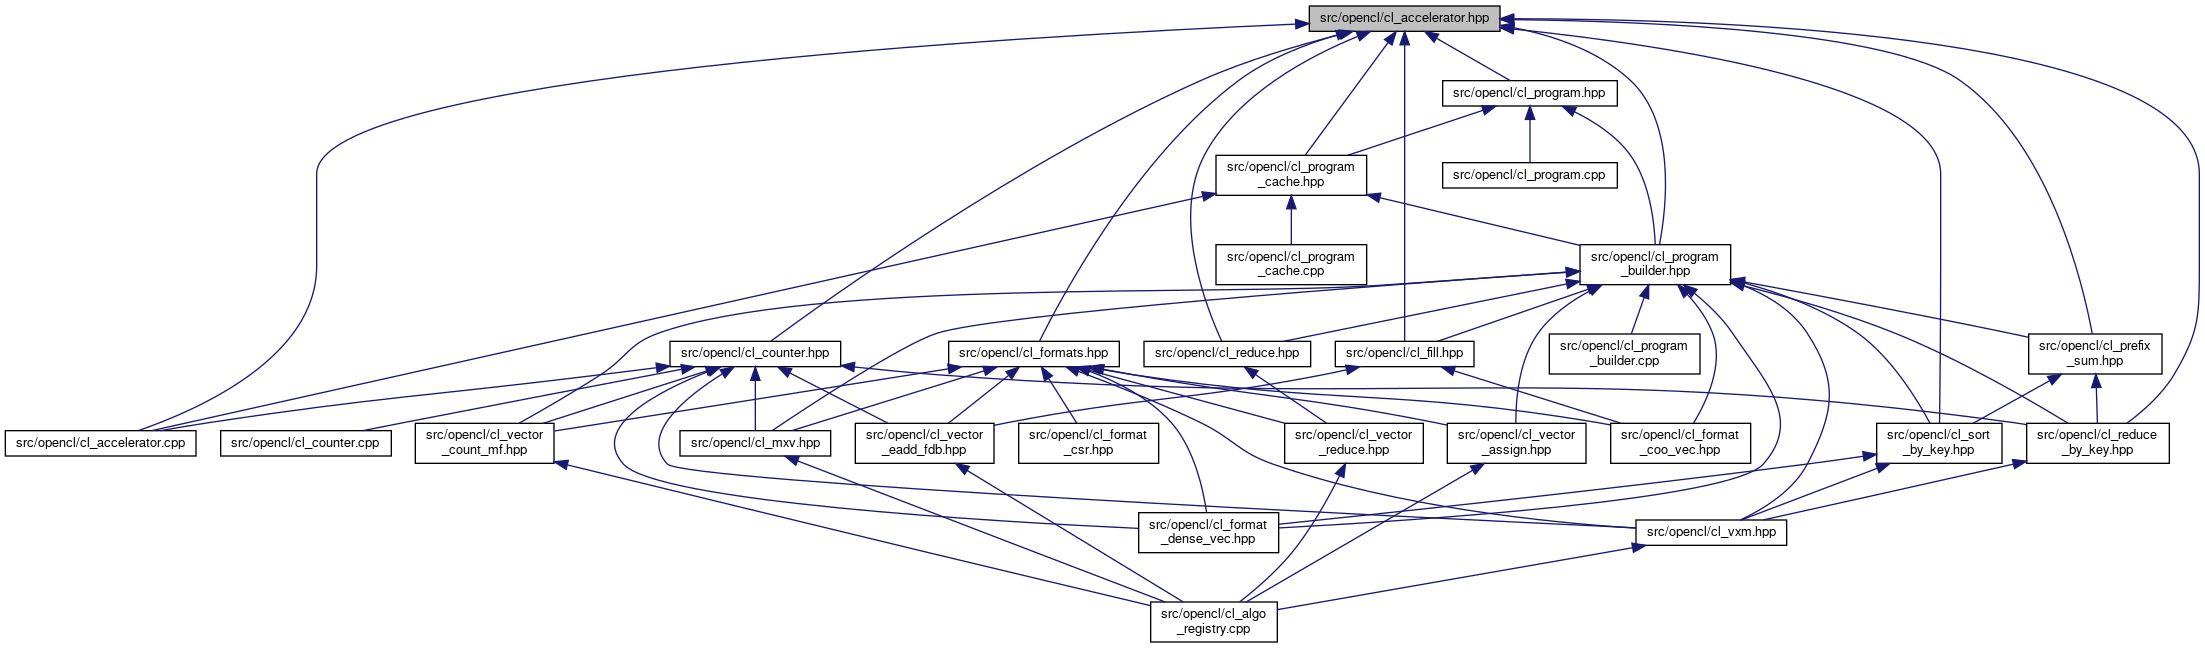 src/opencl/cl_accelerator.hpp
src/opencl/cl_program.hpp
src/opencl/cl_program
_cache.hpp
src/opencl/cl_program.cpp
src/opencl/cl_program
_cache.cpp
src/opencl/cl_program
_builder.hpp
src/opencl/cl_counter.hpp
src/opencl/cl_formats.hpp
src/opencl/cl_reduce.hpp
src/opencl/cl_fill.hpp
src/opencl/cl_program
_builder.cpp
src/opencl/cl_prefix
_sum.hpp
src/opencl/cl_accelerator.cpp
src/opencl/cl_counter.cpp
src/opencl/cl_vector
_count_mf.hpp
src/opencl/cl_mxv.hpp
src/opencl/cl_vector
_eadd_fdb.hpp
src/opencl/cl_format
_csr.hpp
src/opencl/cl_vector
_reduce.hpp
src/opencl/cl_vector
_assign.hpp
src/opencl/cl_format
_coo_vec.hpp
src/opencl/cl_sort
_by_key.hpp
src/opencl/cl_reduce
_by_key.hpp
src/opencl/cl_format
_dense_vec.hpp
src/opencl/cl_vxm.hpp
src/opencl/cl_algo
_registry.cpp